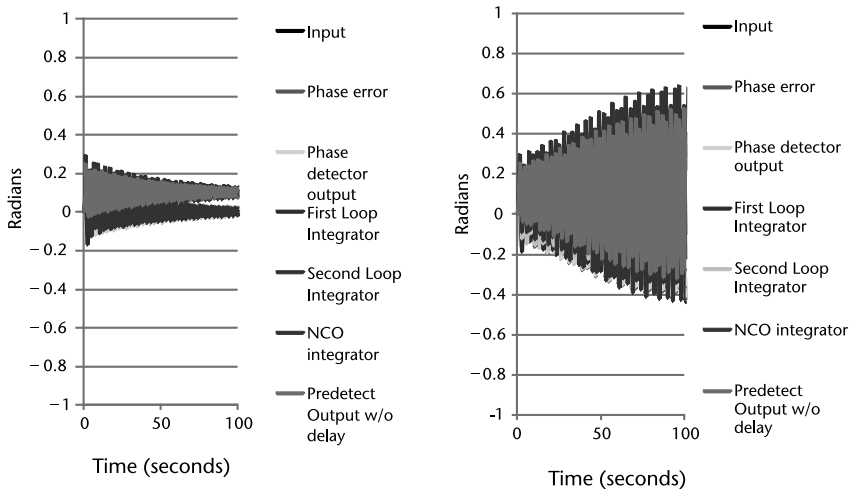 1
0.8
0.6
0.4
0.2
0
− 0.2
− 0.4
− 0.6
− 0.8
− 1
Radians
0
50
100
Time (seconds)
Input
Phase error
Phase
detector
output
First Loop
Integrator
Second Loop
Integrator
NCO
integrator
Predetect
Output w/o
delay
1
0.8
0.6
0.4
0.2
0
− 0.2
− 0.4
− 0.6
− 0.8
-1
Radians
0
50
100
Time (seconds)
Input
Phase error
Phase detector
output
First Loop
Integrator
Second Loop
Integrator
NCO integrator
Predetect
Output w/o
delay